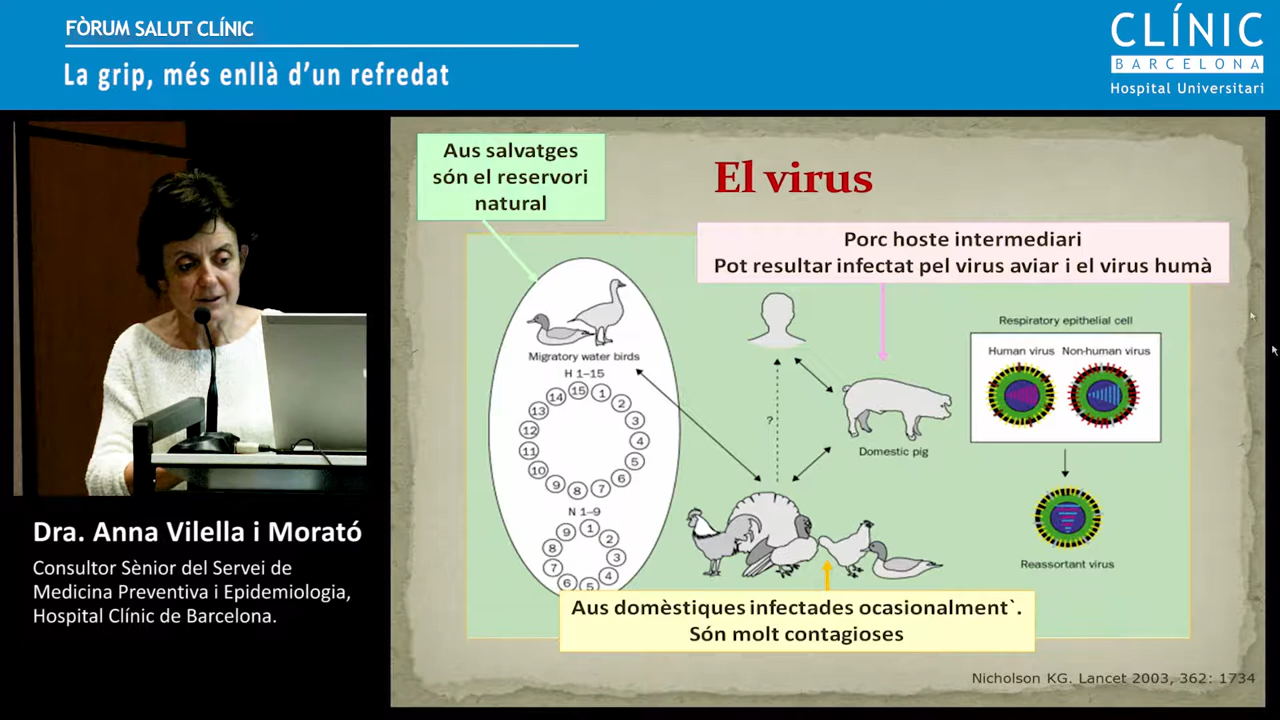 FÒRUM SALUT CLÍNIC
La grip, més enllà d'un refredat
CLÍNIC
BARCELONA
Hospital Universitari
Aus salvatges
són el reservori
natural
El virus
Porc hoste intermediari
Pot resultar infectat pel virus aviar i el virus humà
Migratory water birds
H 1–15
15
1
2
3
4
5
6
7
8
9
10
11
12
13
14
N 1–9
1
2
3
4
5
6
7
8
9
?
Domestic pig
Respiratory epithelial cell
Human virus
Non-human virus
Reassortant virus
Aus domèstiques infectades ocasionalment`.
Són molt contagioses
Nicholson KG. Lancet 2003, 362: 1734
Dra. Anna Vilella i Morató
Consultor Sènior del Servei de
Medicina Preventiva i Epidemiologia,
Hospital Clínic de Barcelona.